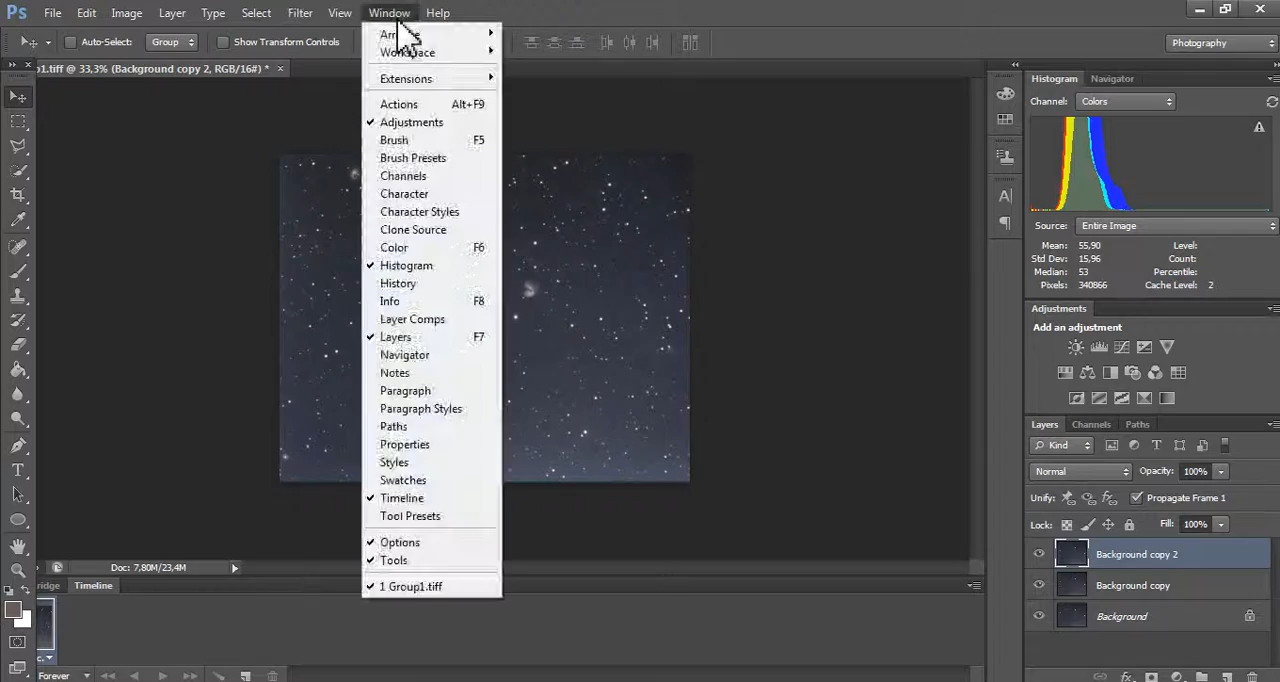 Ps File Edit Image Layer Type Select Filter View Window Help
Auto-Select: Group Show Transform Controls Photography
p1.tiff @ 33,3% (Background copy 2, RGB/16#) * ×
Workspace
Extensions
Actions Alt+F9
Adjustments
Brush F5
Brush Presets
Channels
Character
Character Styles
Clone Source
Color F6
Histogram
History
Info F8
Layer Comps
Layers F7
Navigator
Notes
Paragraph
Paragraph Styles
Paths
Properties
Styles
Swatches
Timeline
Tool Presets
Options
Tools
1 Group1.tiff
Histogram Navigator
Channel: Colors
Source: Entire Image
Mean: 55,90 Level:
Std Dev: 15,96 Count:
Median: 53 Percentile:
Pixels: 340866 Cache Level: 2
Adjustments
Add an adjustment
Layers Channels Paths
Kind
Normal Opacity: 100%
Unify: Propagate Frame 1
Lock: Fill: 100%
Background copy 2
Background copy
Background
Doc: 7,80M/23,4M
ridge Timeline
Forever